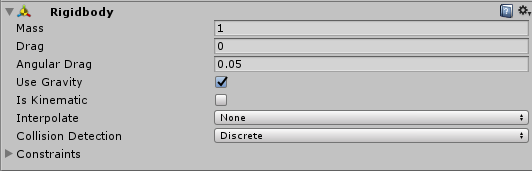 Rigidbody
Mass 1
Drag 0
Angular Drag 0.05
Use Gravity
Is Kinematic
Interpolate None
Collision Detection Discrete
Constraints